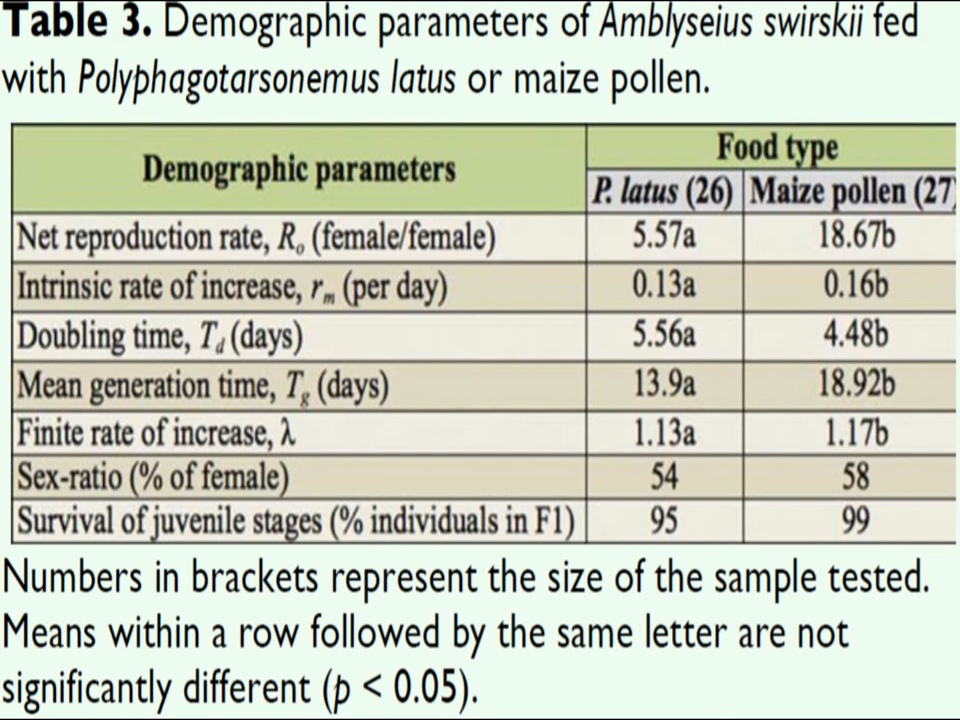 Table 3. Demographic parameters of Amblyseius swirskii fed
with Polyphagotarsonemus latus or maize pollen.
Demographic parameters Food type
P. latus (26) Maize pollen (27
Net reproduction rate, Ro (female/female) 5.57a 18.67b
Intrinsic rate of increase, rm (per day) 0.13a 0.16b
Doubling time, Td (days) 5.56a 4.48b
Mean generation time, Tg (days) 13.9a 18.92b
Finite rate of increase, λ 1.13a 1.17b
Sex-ratio (% of female) 54 58
Survival of juvenile stages (% individuals in F1) 95 99
Numbers in brackets represent the size of the sample tested.
Means within a row followed by the same letter are not
significantly different (p < 0.05).